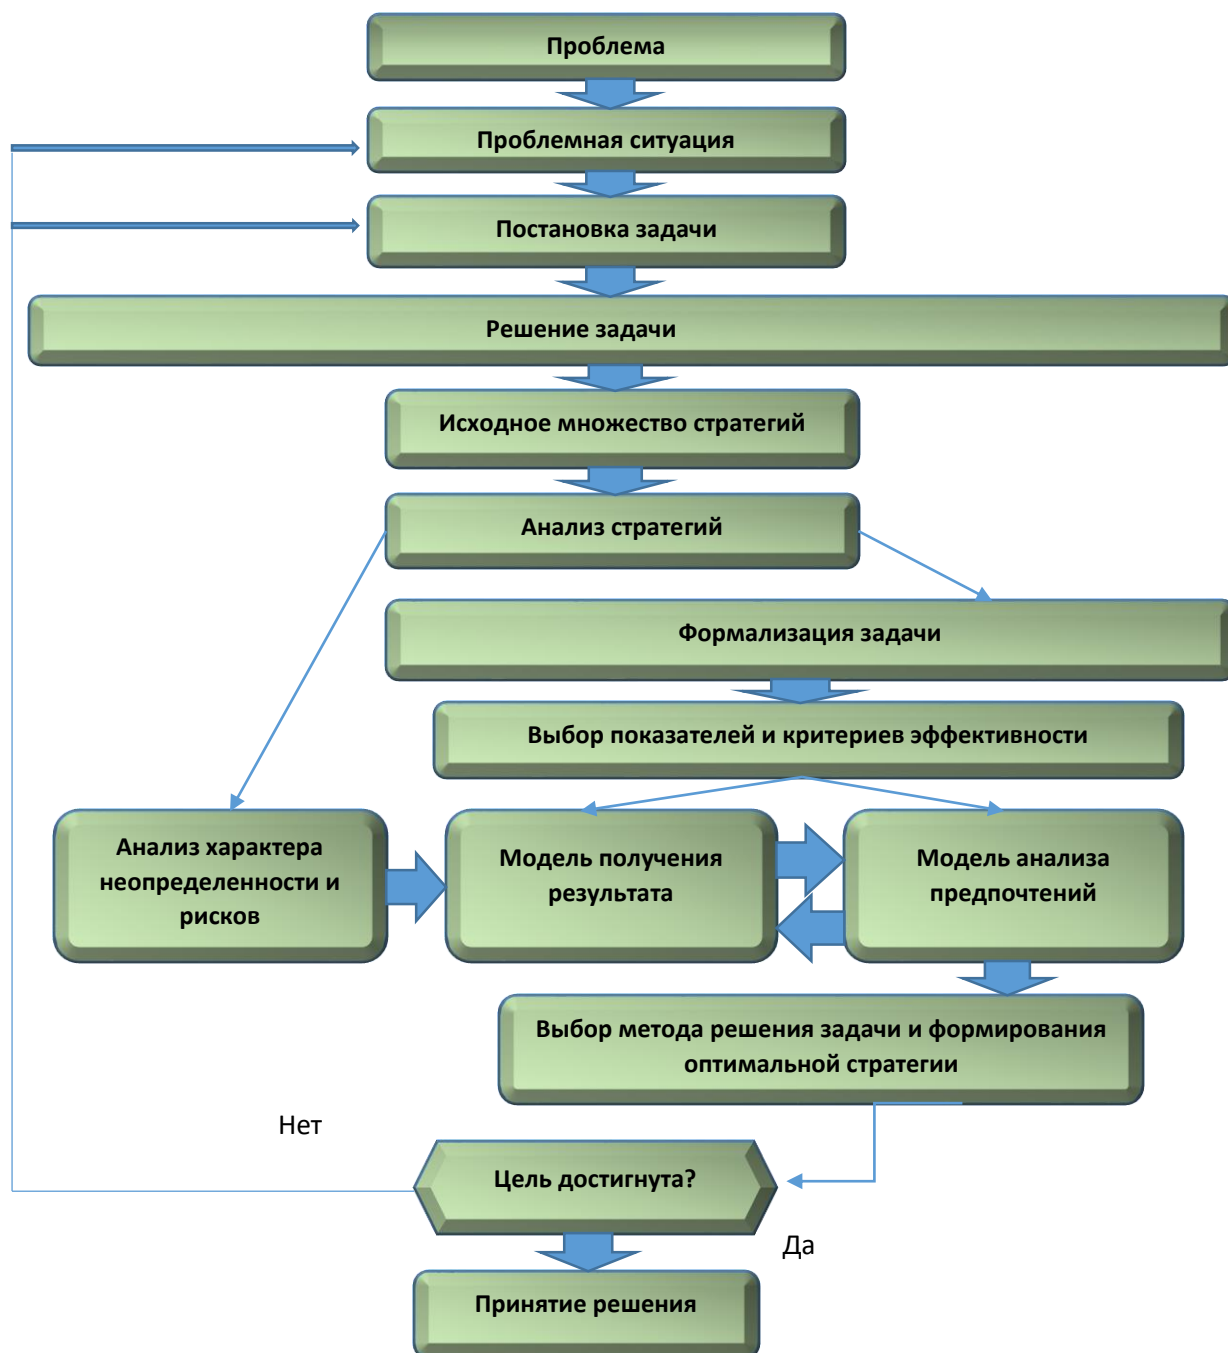 Проблема
Проблемная ситуация
Постановка задачи
Решение задачи
Исходное множество стратегий
Анализ стратегий
Формализация задачи
Выбор показателей и критериев эффективности
Анализ характера
неопределенности и
рисков
Модель получения
результата
Модель анализа
предпочтений
Выбор метода решения задачи и формирования
оптимальной стратегии
Нет
Цель достигнута?
Да
Принятие решения